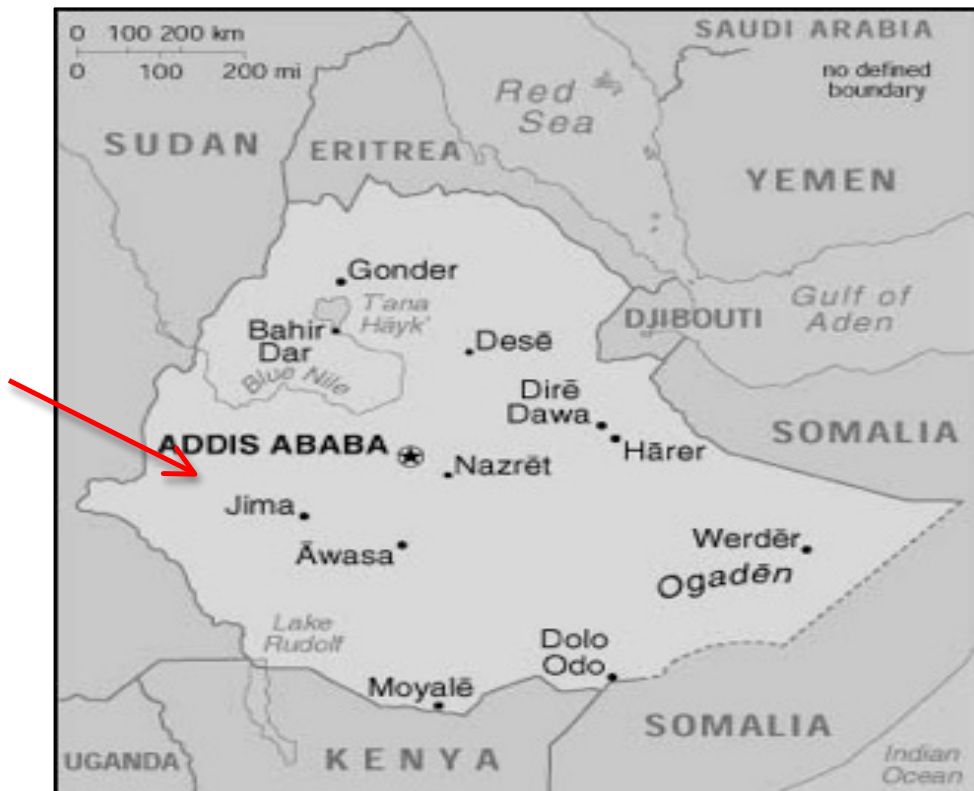 0 100 200 km
0 100 200 mi
SAUDI ARABIA
no defined
boundary
Red
Sea
SUDAN
ERITREA
YEMEN
Gonder
T'ana
Hāyk'
Bahir
Dar
Blue Nile
Desē
DJIBOUTI
Gulf of
Aden
Dirē
Dawa
Hārer
SOMALIA
ADDIS ABABA
Nazrēt
Jīma
Āwasa
Werdēr
Ogadēn
Lake
Rudolf
Dolo
Odo
Moyalē
SOMALIA
UGANDA
KENYA
Indian
Ocean